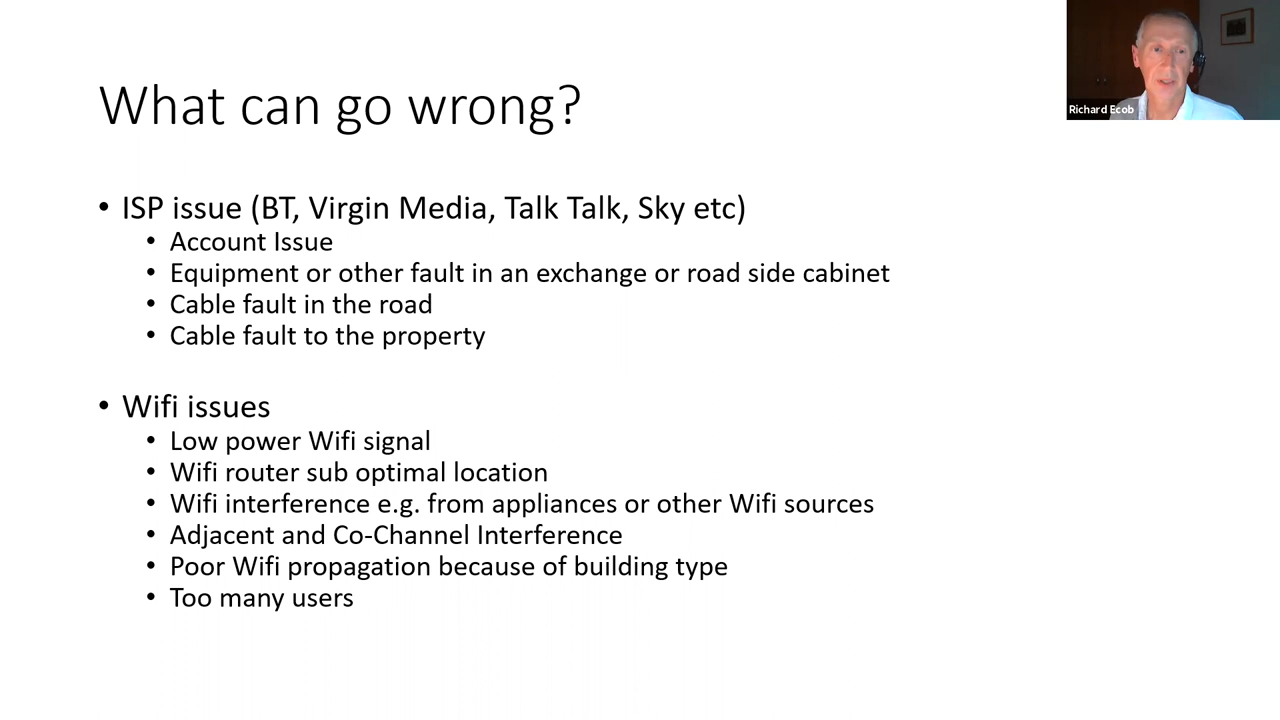 What can go wrong?
Richard Ecob
• ISP issue (BT, Virgin Media, Talk Talk, Sky etc)
• Account Issue
• Equipment or other fault in an exchange or road side cabinet
• Cable fault in the road
• Cable fault to the property
• Wifi issues
• Low power Wifi signal
• Wifi router sub optimal location
• Wifi interference e.g. from appliances or other Wifi sources
• Adjacent and Co-Channel Interference
• Poor Wifi propagation because of building type
• Too many users